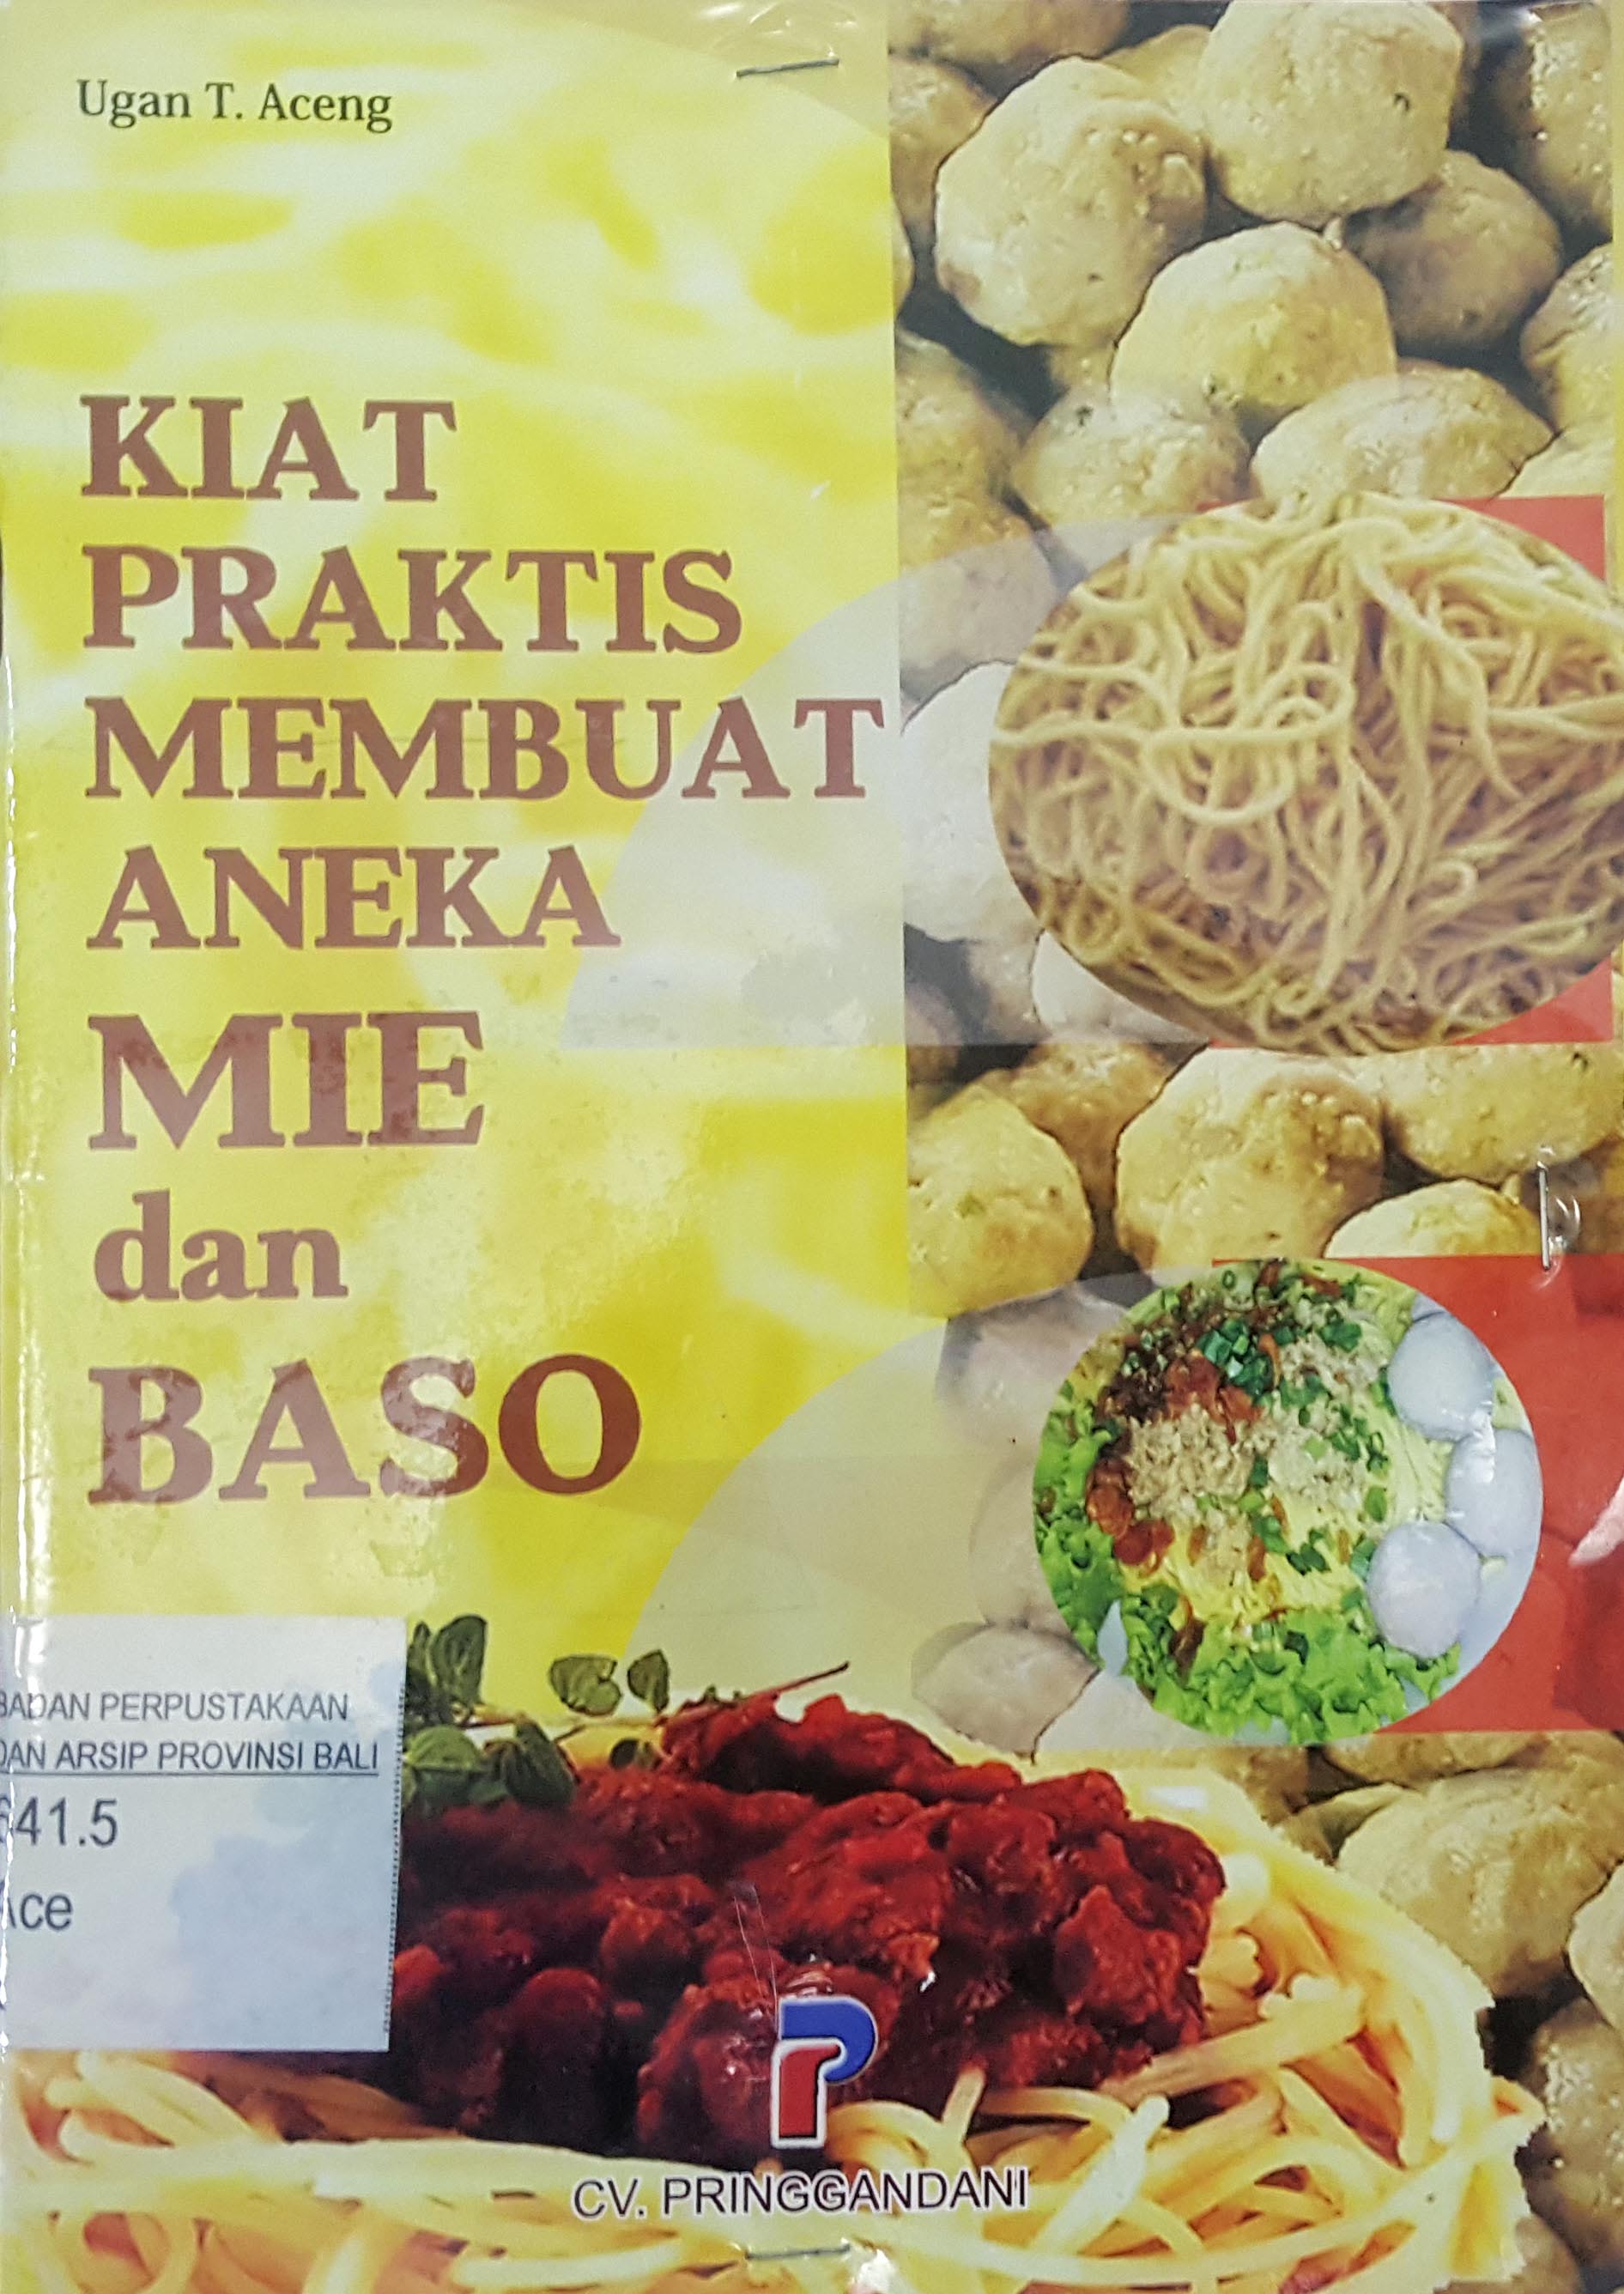 Ugan T. Aceng
KIAT
PRAKTIS
MEMBUAT
ANEKA
MIE
dan
BASO
BADAN PERPUSTAKAAN
DAN ARSIP PROVINSI BALI
641.5
Ace
CV. PRINGGANDANI